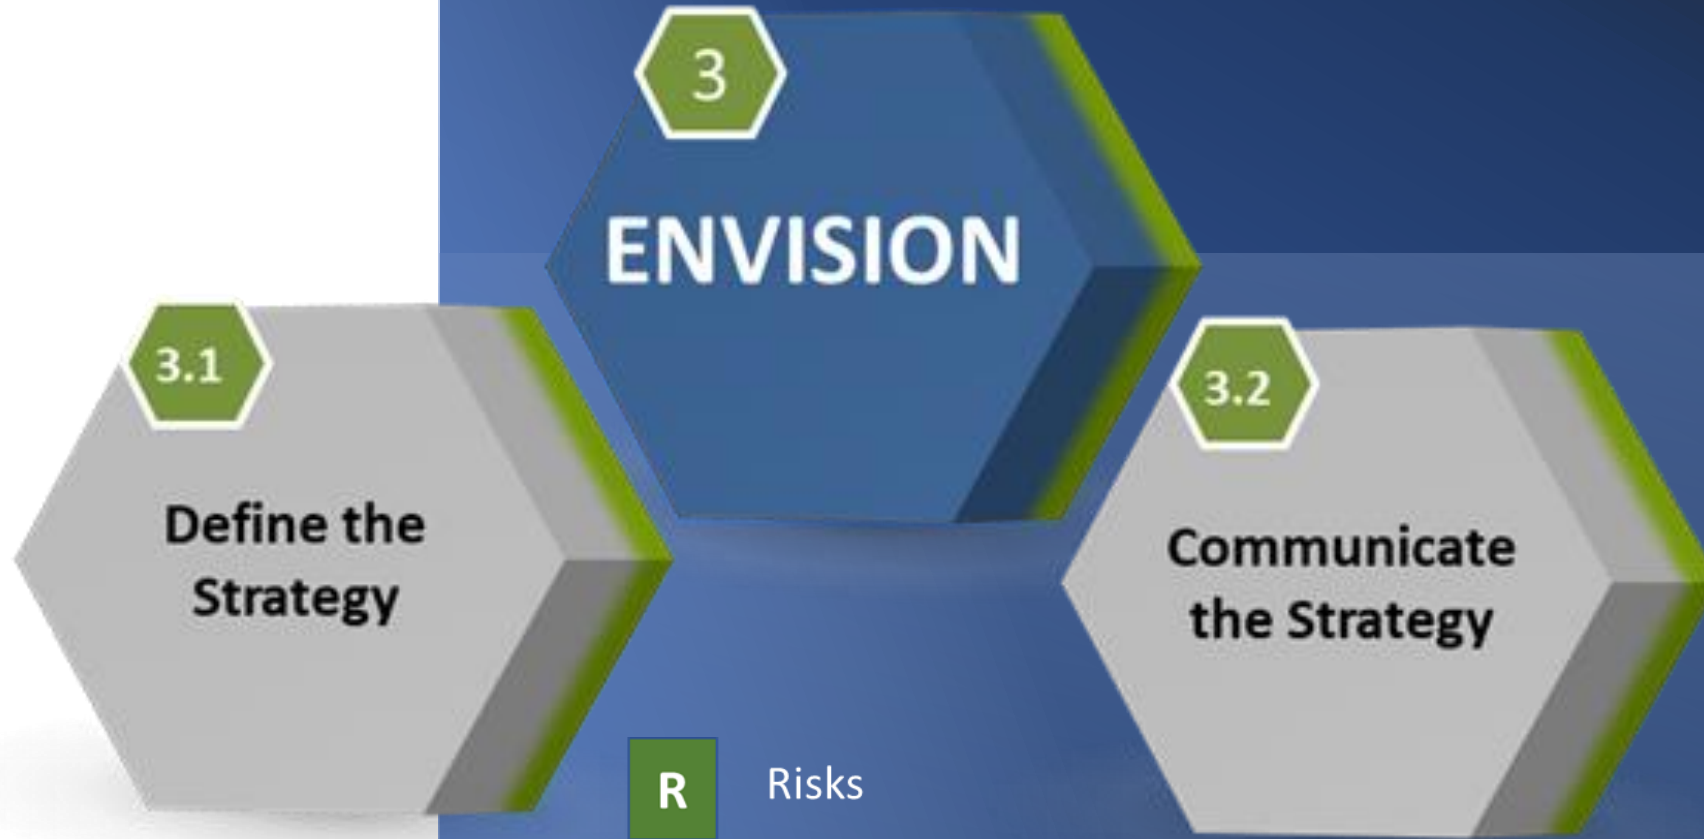 3
ENVISION
3.1
Define the
Strategy
3.2
Communicate
the Strategy
R Risks